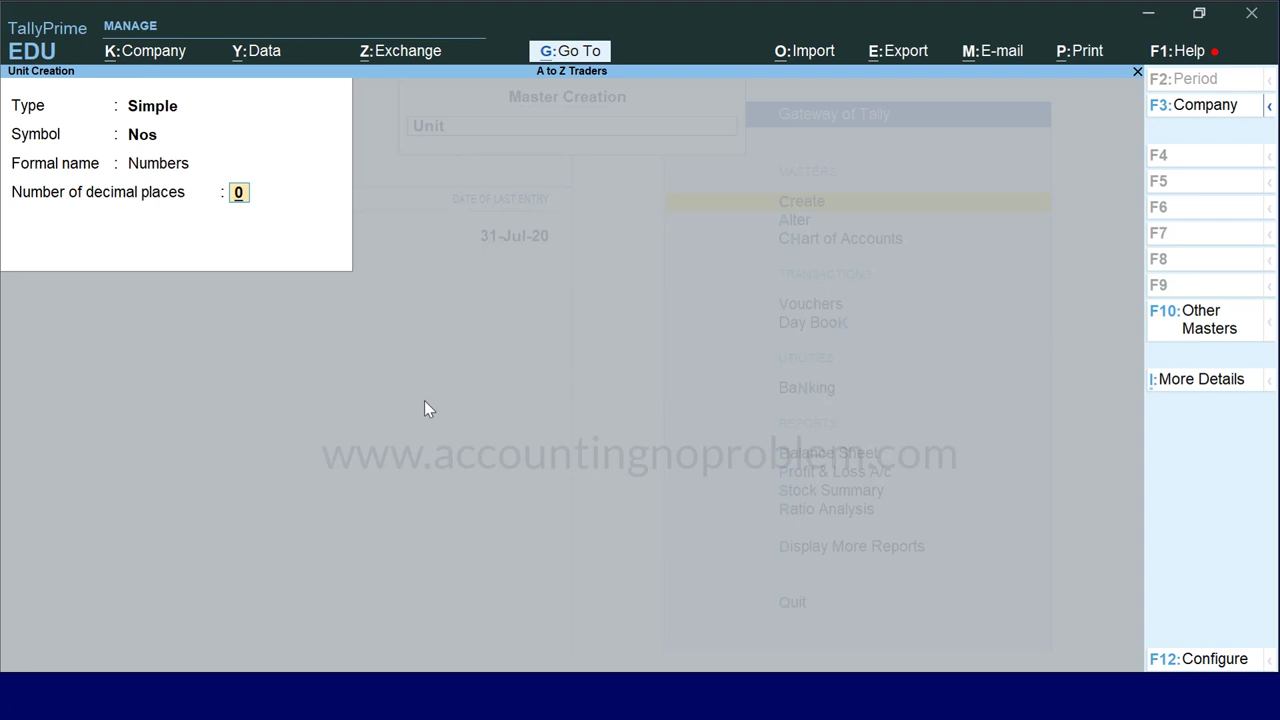 TallyPrime
MANAGE
EDU
K:Company
Y:Data
Z:Exchange
G:Go To
O:Import
E:Export
M:E-mail
P:Print
F1:Help
Unit Creation
A to Z Traders
Type : Simple
Symbol : Nos
Formal name : Numbers
Number of decimal places : 0
Master Creation
Unit
DATE OF LAST ENTRY
31-Jul-20
Gateway of Tally
MASTERS
Create
Alter
CHart of Accounts
TRANSACTIONS
Vouchers
Day BooK
UTILITIES
BaNking
REPORTS
Balance Sheet
Profit & Loss A/c
Stock Summary
Ratio Analysis
Display More Reports
Quit
www.accountingnoproblem.com
F2:Period
F3:Company
F4
F5
F6
F7
F8
F9
F10:Other
Masters
I:More Details
F12:Configure